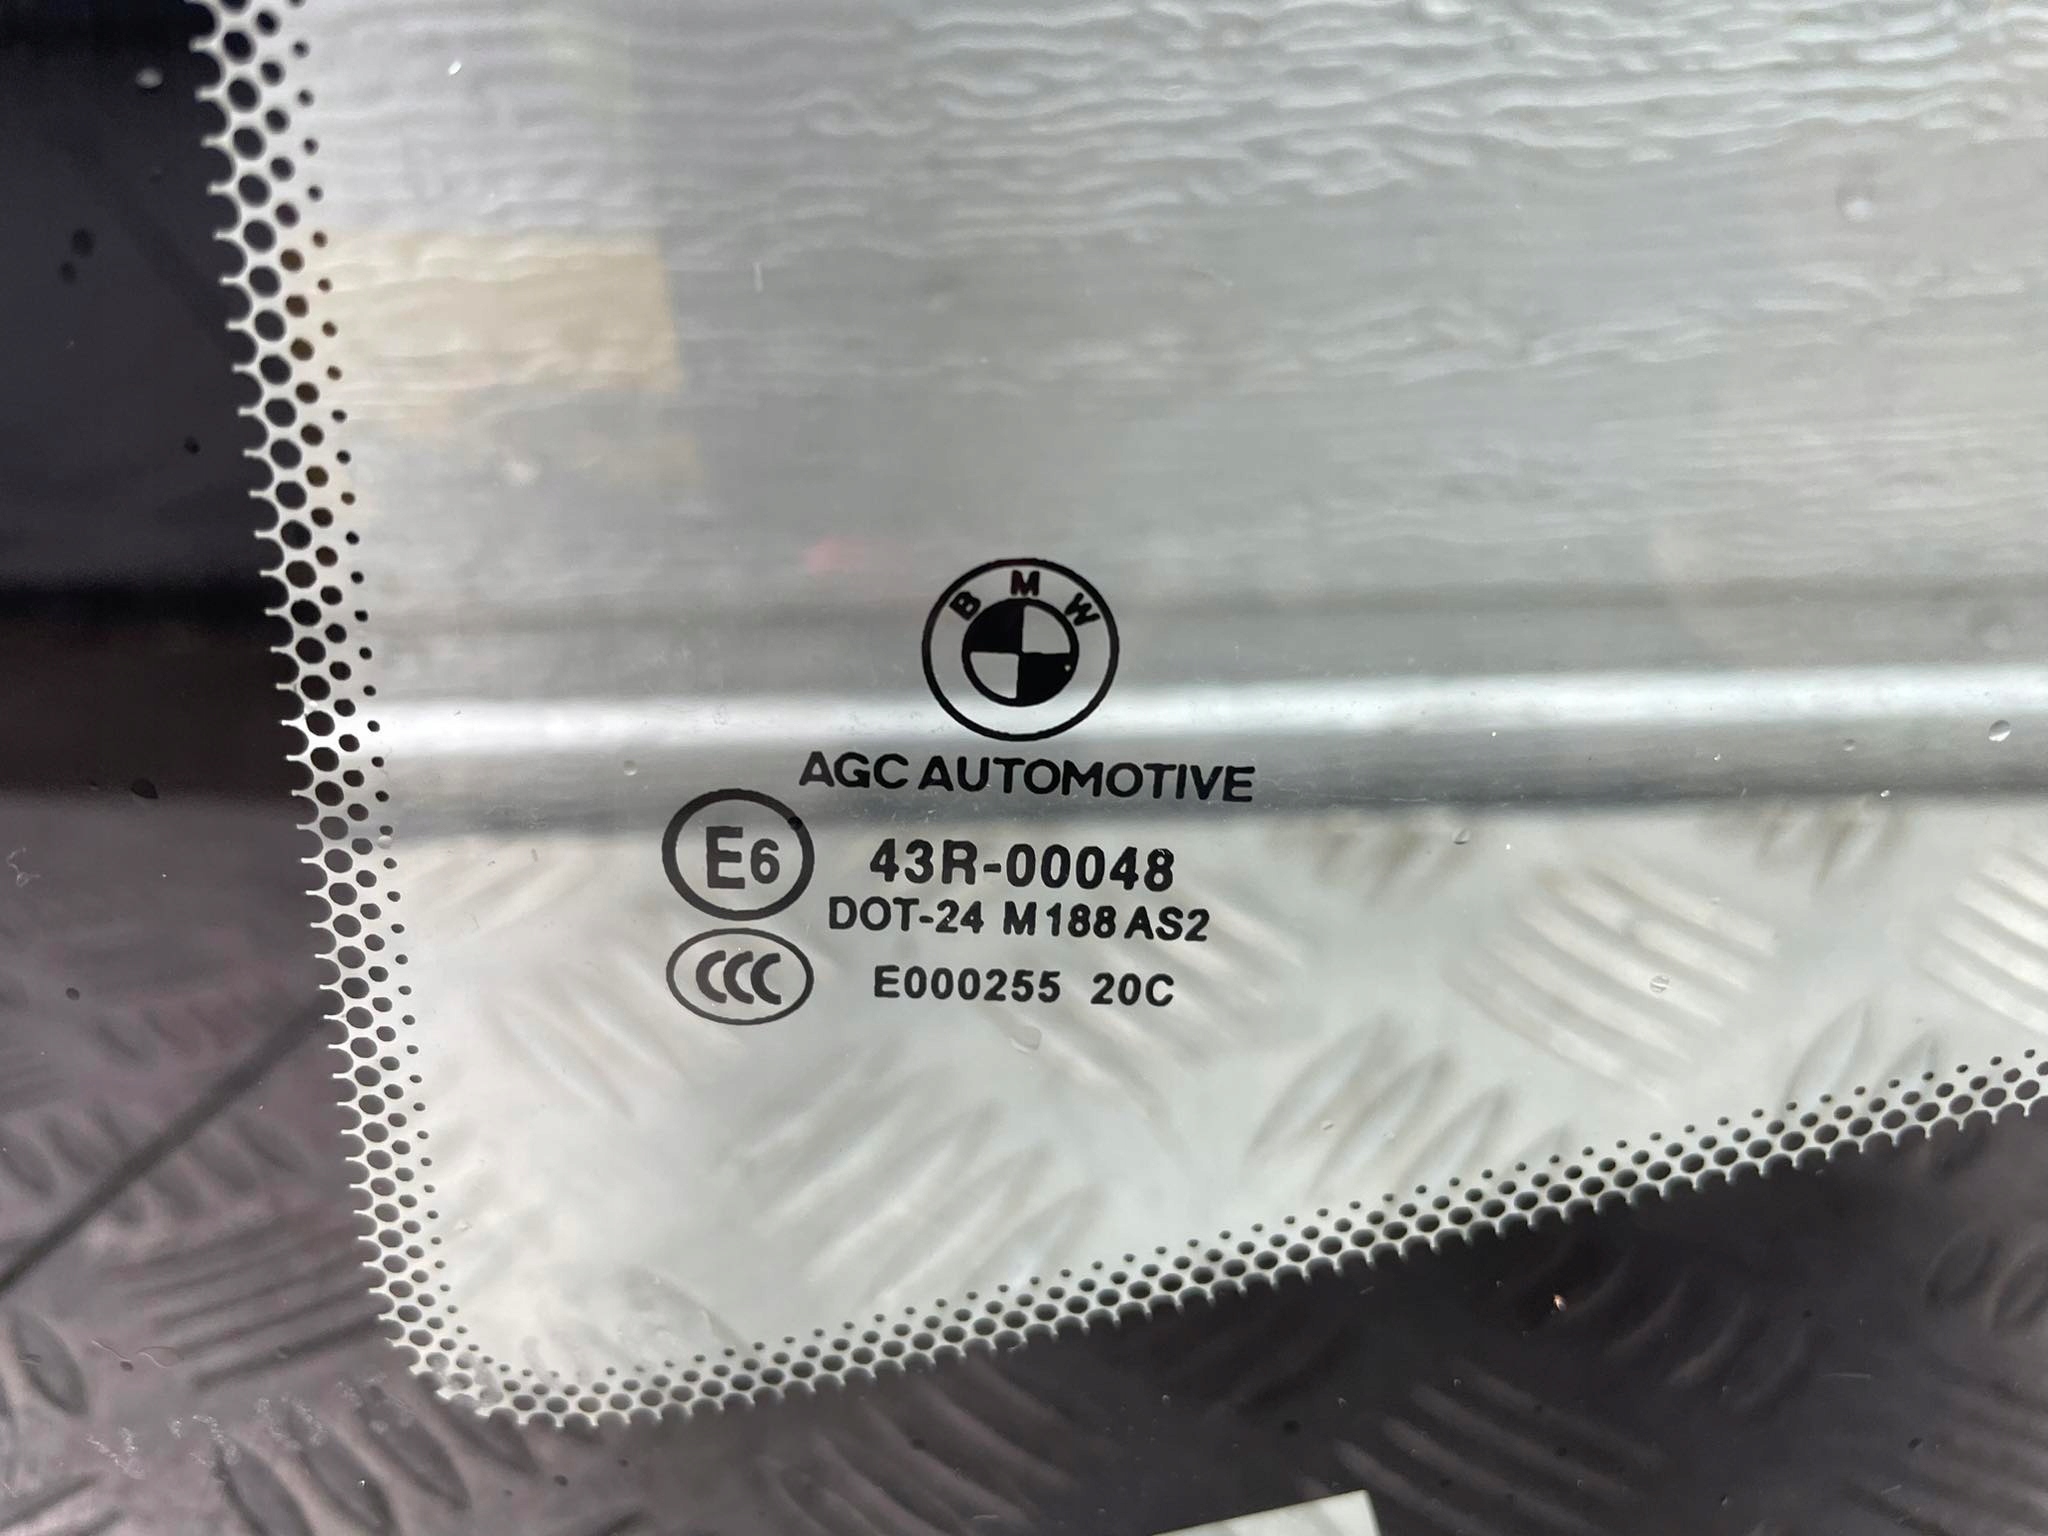 BMW
AGC AUTOMOTIVE
E6 43R-00048
DOT-24 M188 AS2
CCC E000255 20C